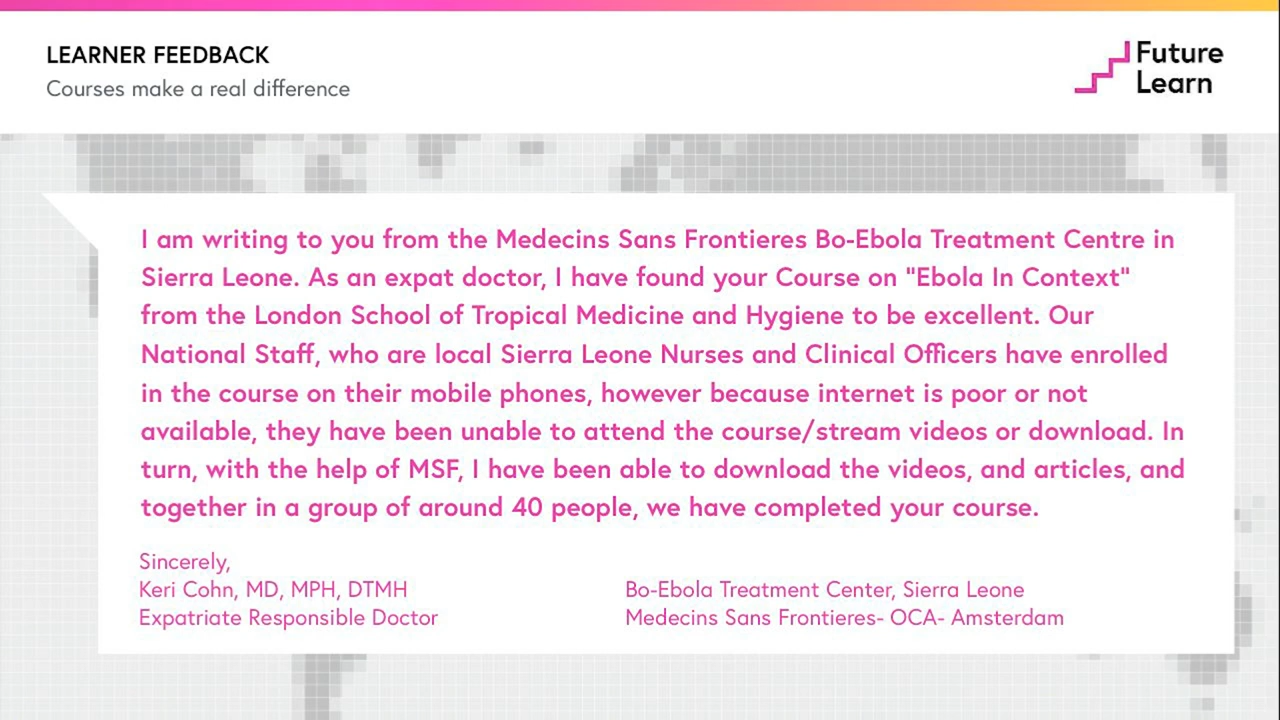 LEARNER FEEDBACK
Courses make a real difference
Future
Learn
I am writing to you from the Medecins Sans Frontieres Bo-Ebola Treatment Centre in
Sierra Leone. As an expat doctor, I have found your Course on "Ebola In Context"
from the London School of Tropical Medicine and Hygiene to be excellent. Our
National Staff, who are local Sierra Leone Nurses and Clinical Officers have enrolled
in the course on their mobile phones, however because internet is poor or not
available, they have been unable to attend the course/stream videos or download. In
turn, with the help of MSF, I have been able to download the videos, and articles, and
together in a group of around 40 people, we have completed your course.
Sincerely,
Keri Cohn, MD, MPH, DTMH
Expatriate Responsible Doctor
Bo-Ebola Treatment Center, Sierra Leone
Medecins Sans Frontieres- OCA- Amsterdam